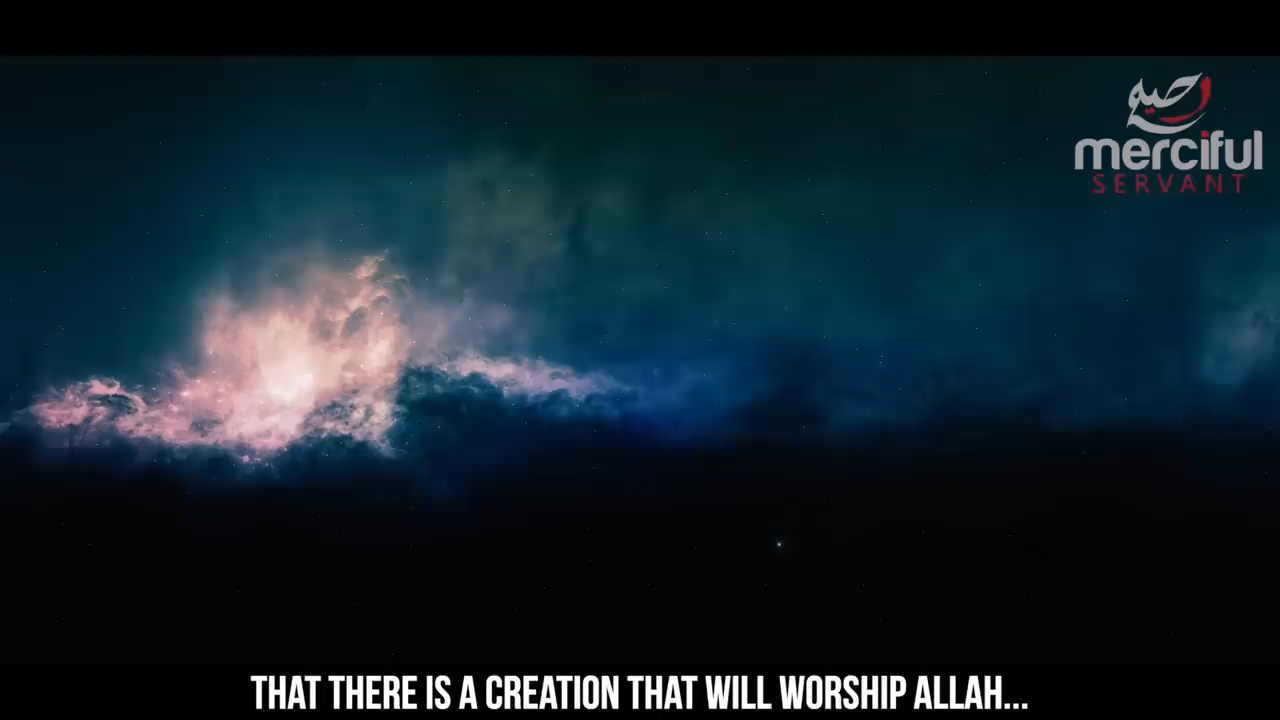 merciful
SERVANT
THAT THERE IS A CREATION THAT WILL WORSHIP ALLAH...